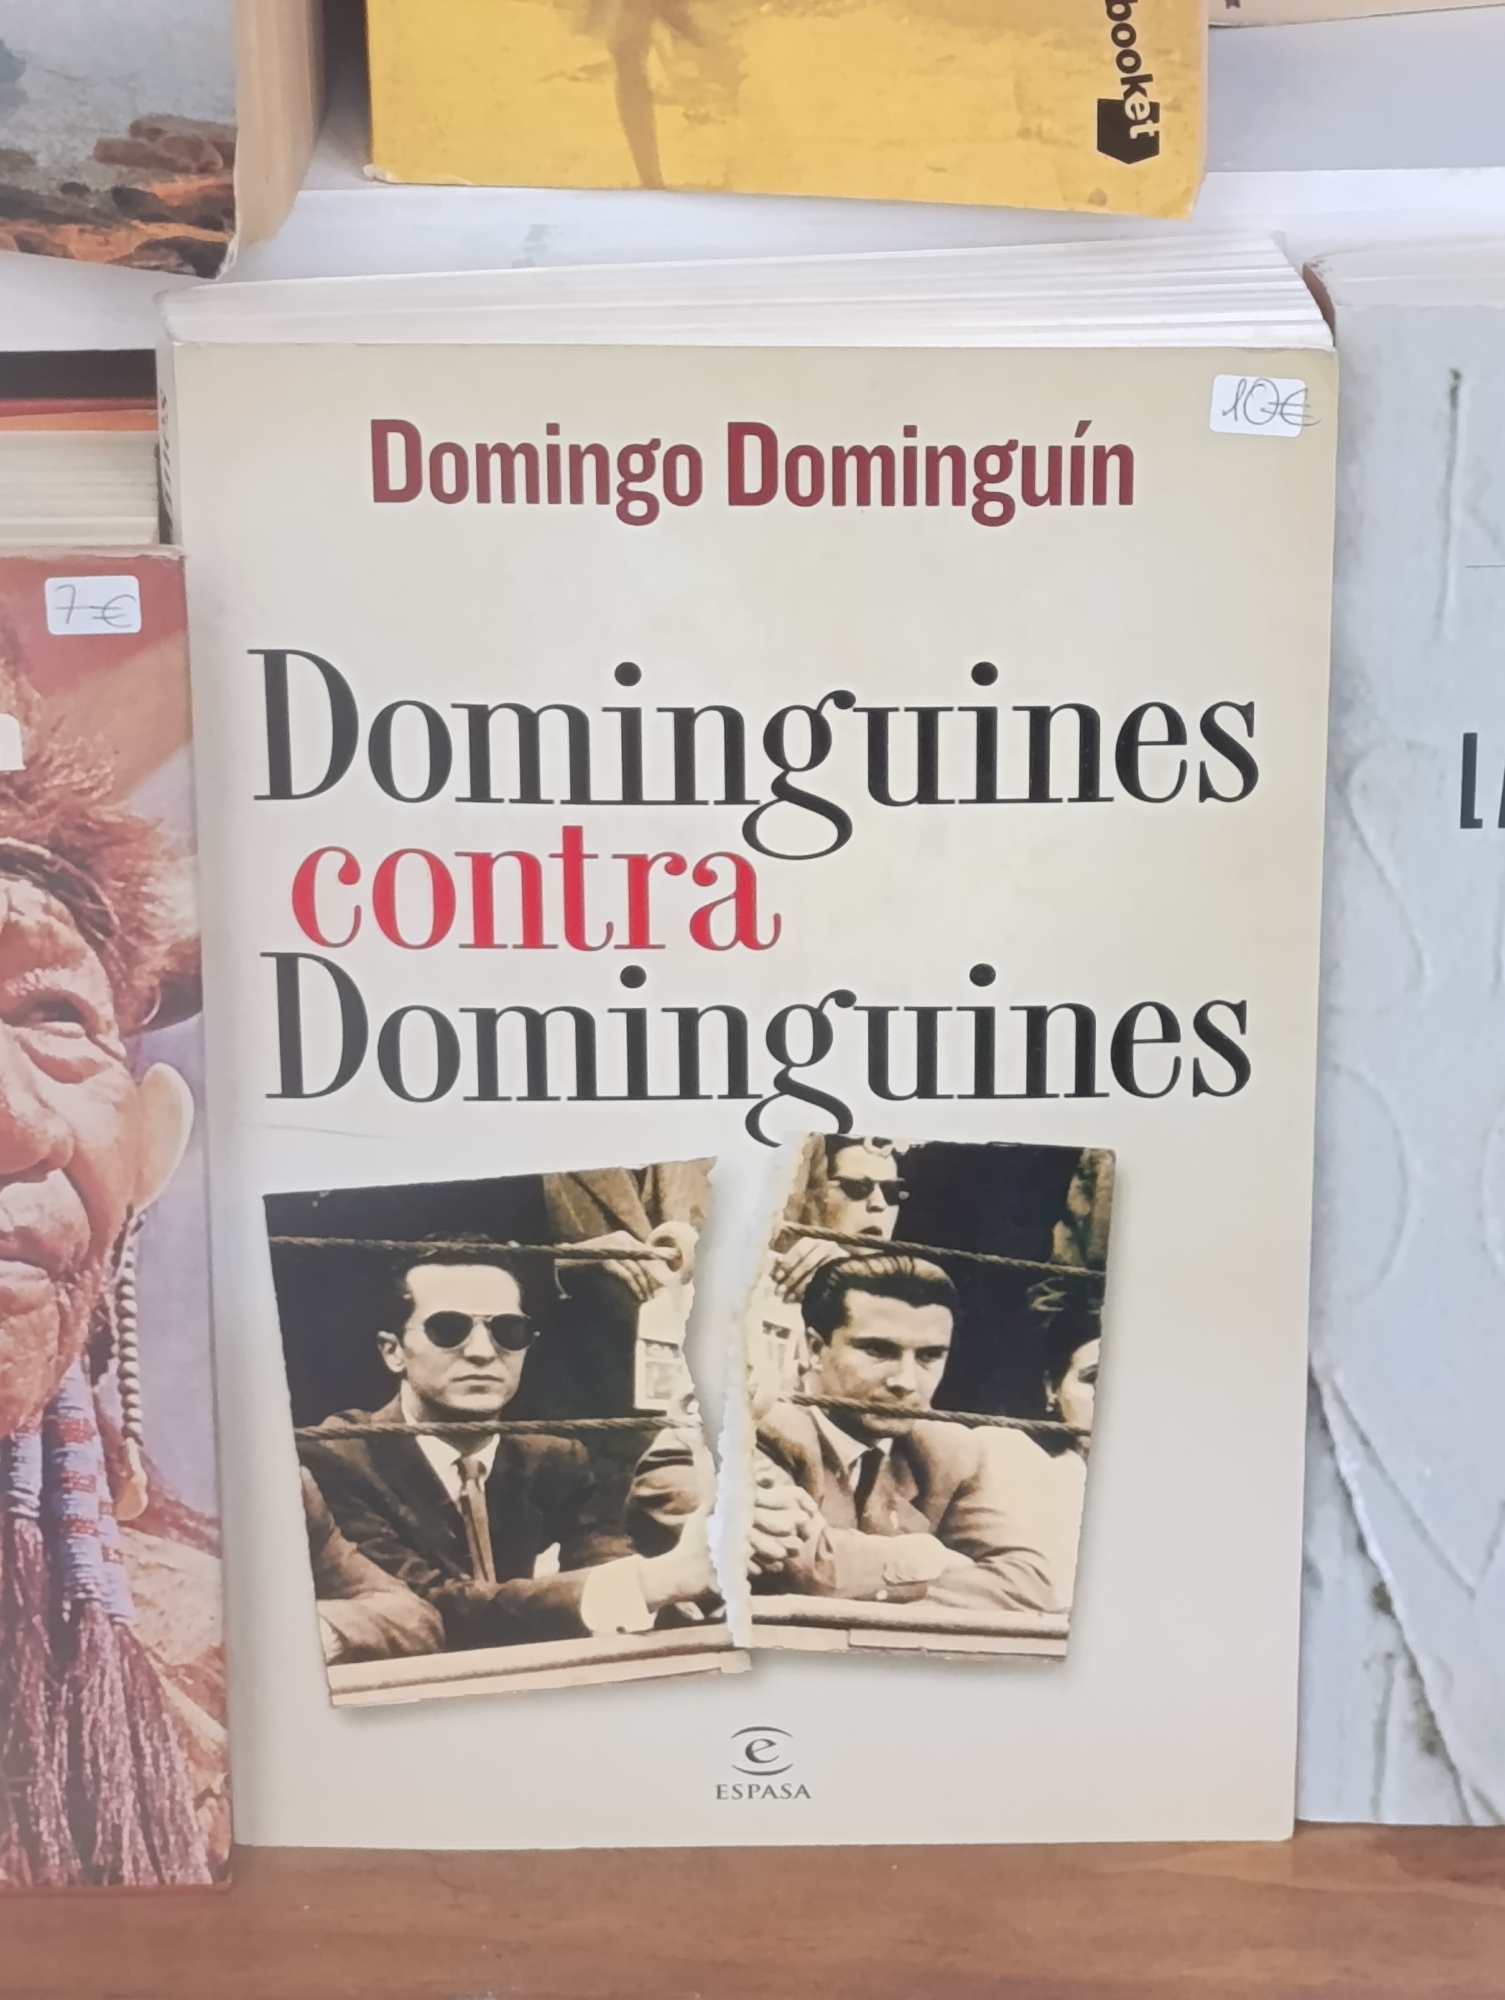 booket
10€
Domingo Dominguín
7€
Dominguines
contra
Dominguines
e
ESPASA